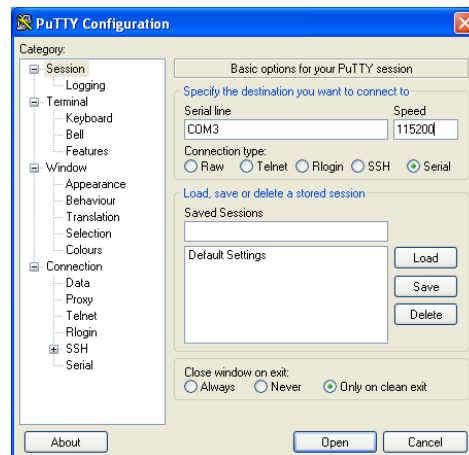 PuTTY Configuration
Category:
Session
Logging
Terminal
Keyboard
Bell
Features
Window
Appearance
Behaviour
Translation
Selection
Colours
Connection
Data
Proxy
Telnet
Rlogin
SSH
Serial
About
Basic options for your PuTTY session
Specify the destination you want to connect to
Serial line Speed
COM3 115200
Connection type:
Raw Telnet Rlogin SSH Serial
Load, save or delete a stored session
Saved Sessions
Default Settings
Load
Save
Delete
Close window on exit:
Always Never Only on clean exit
Open Cancel